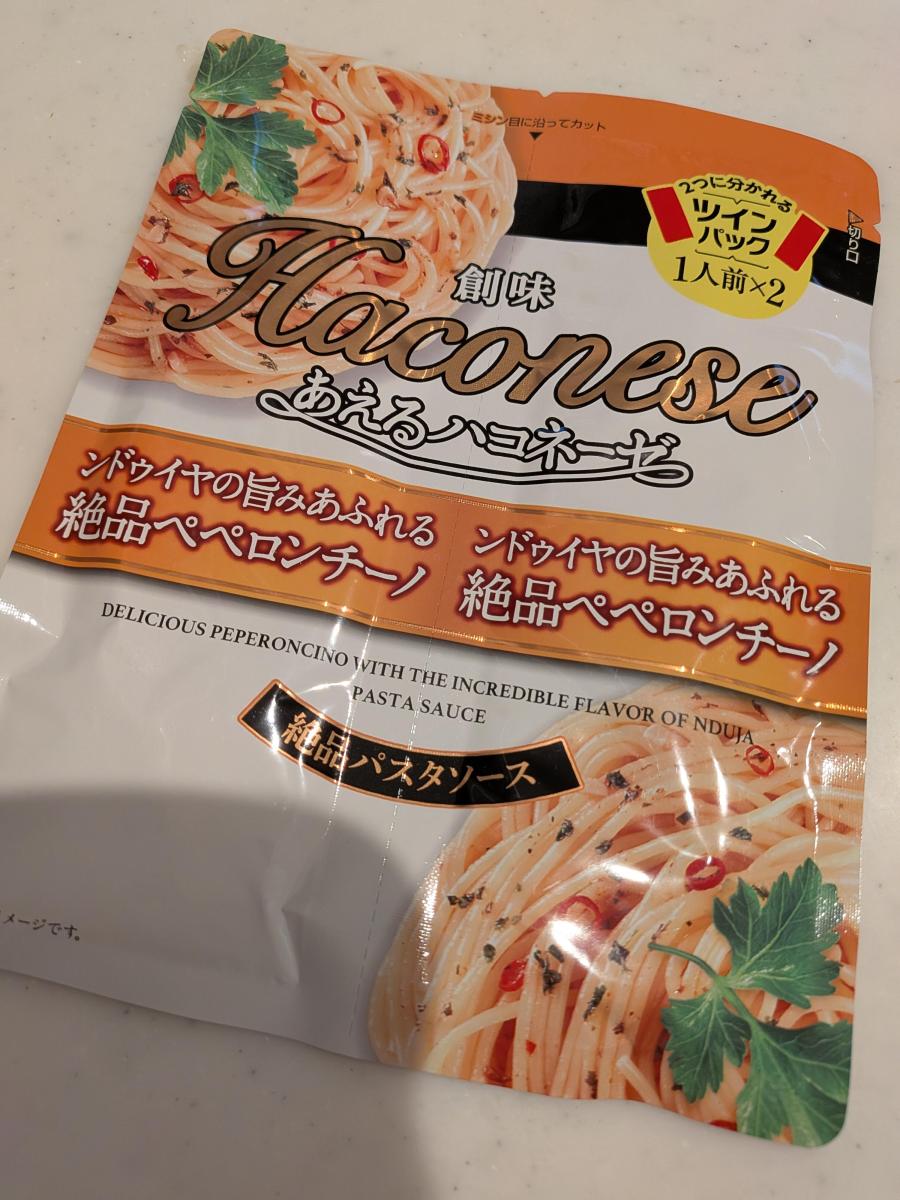 ミシン目に沿ってカット
2つに分かれる
ツイン
パック
1人前×2
切り口
創味
Haconese
あえるハコネーゼ
ンドゥイヤの旨みあふれる
絶品ペペロンチーノ
ンドゥイヤの旨みあふれる
絶品ペペロンチーノ
DELICIOUS PEPERONCINO WITH THE INCREDIBLE FLAVOR OF NDUJA
PASTA SAUCE
絶品パスタソース
メージです。